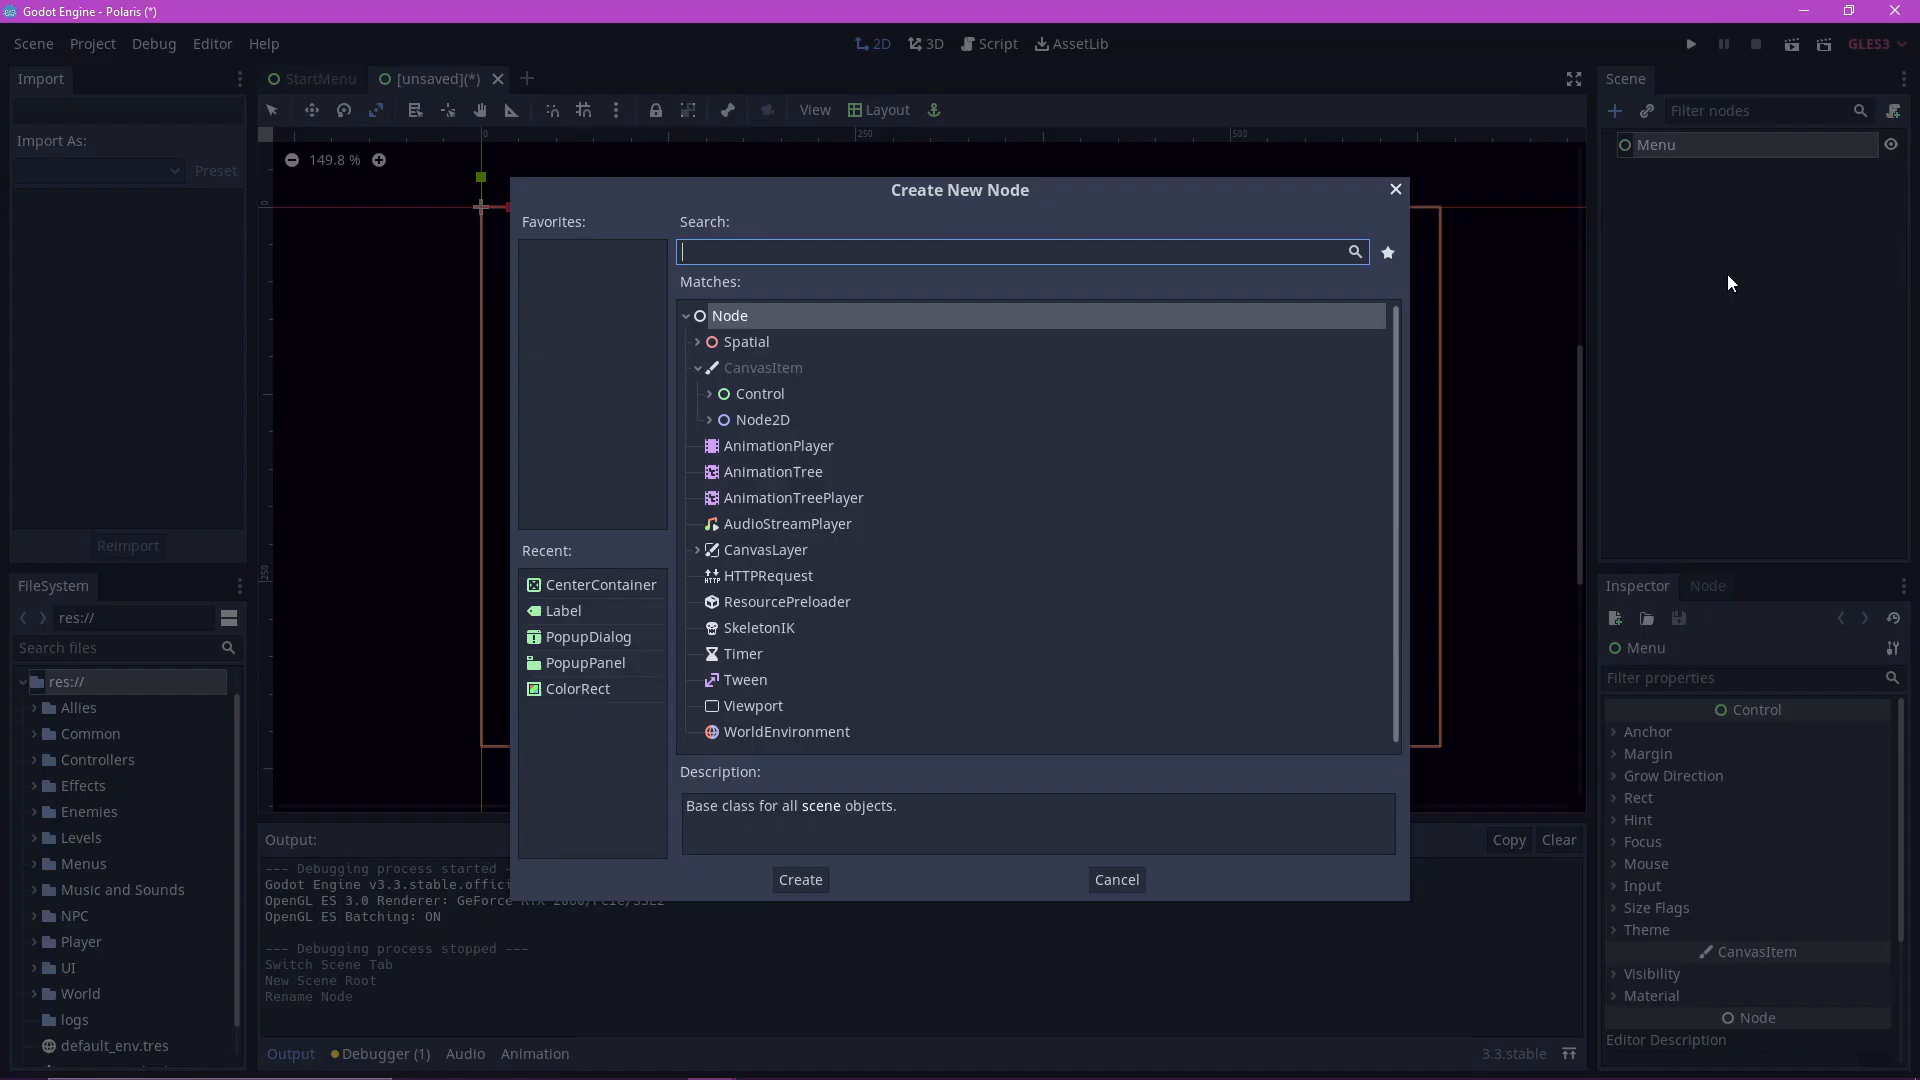 Godot Engine - Polaris (*)
Scene Project Debug Editor Help
2D 3D Script AssetLib
GLES3
Import
StartMenu [unsaved](*)
Scene
View Layout
Filter nodes
Import As:
Preset
0 250 500
149.8 %
Menu
0
250
Create New Node
Favorites:
Search:
Matches:
Node
Spatial
CanvasItem
Control
Node2D
AnimationPlayer
AnimationTree
AnimationTreePlayer
AudioStreamPlayer
CanvasLayer
HTTPRequest
ResourcePreloader
SkeletonIK
Timer
Tween
Viewport
WorldEnvironment
Recent:
CenterContainer
Label
PopupDialog
PopupPanel
ColorRect
Description:
Base class for all scene objects.
Create Cancel
Reimport
FileSystem
res://
Search files
res://
Allies
Common
Controllers
Effects
Enemies
Levels
Menus
Music and Sounds
NPC
Player
UI
World
logs
default_env.tres
Output:
Copy Clear
--- Debugging process started
Godot Engine v3.3.stable.offici
OpenGL ES 3.0 Renderer: GeForce
OpenGL ES Batching: ON
--- Debugging process stopped ---
Switch Scene Tab
New Scene Root
Rename Node
Output Debugger (1) Audio Animation
3.3.stable
Inspector Node
Menu
Filter properties
Control
Anchor
Margin
Grow Direction
Rect
Hint
Focus
Mouse
Input
Size Flags
Theme
CanvasItem
Visibility
Material
Node
Editor Description